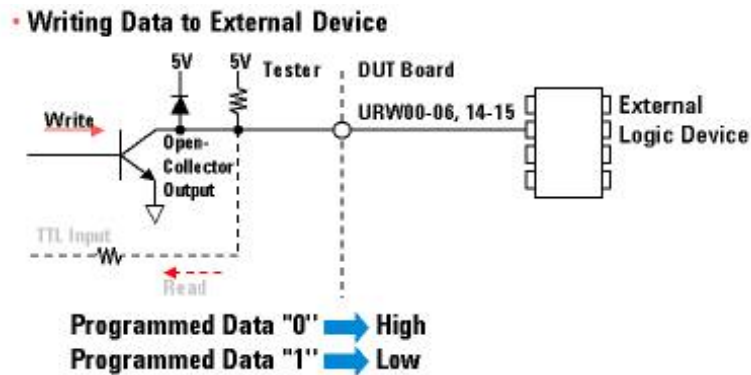 • Writing Data to External Device
5V 5V Tester DUT Board
URW00-06, 14-15
External
Logic Device
Write
Open-
Collector
Output
TTL Input
Read
Programmed Data "0" High
Programmed Data "1" Low